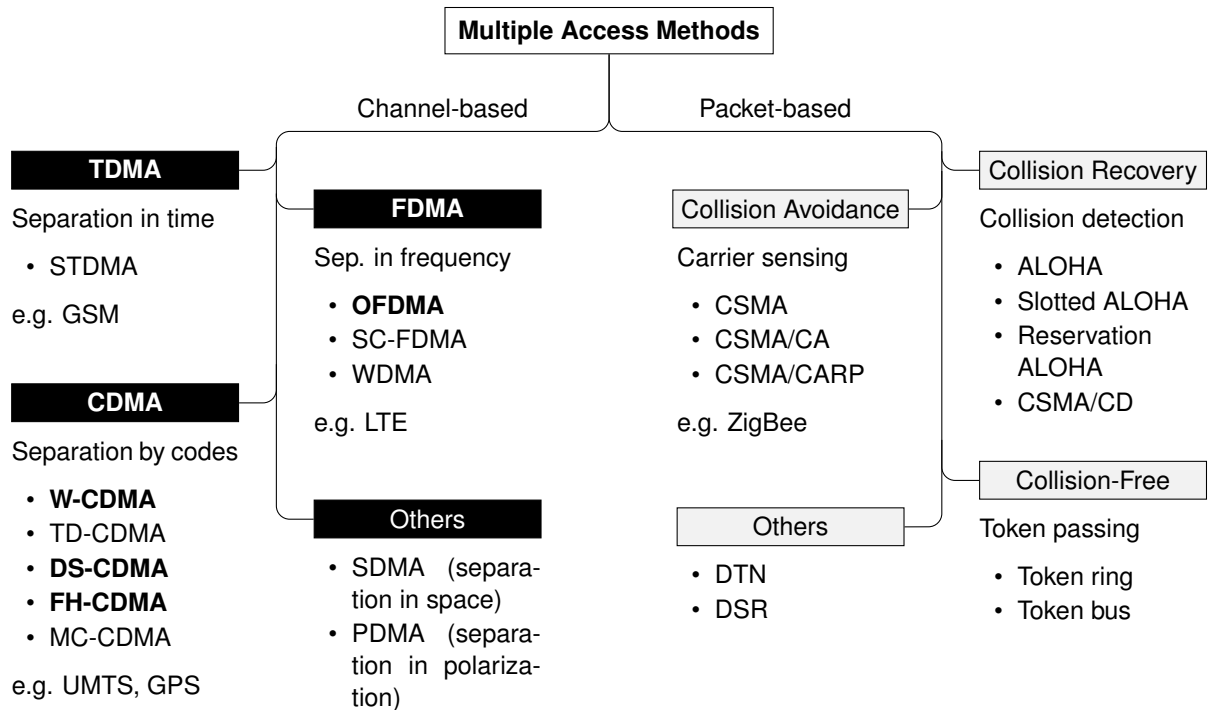 Multiple Access Methods
Channel-based
Packet-based
TDMA
Separation in time
• STDMA
e.g. GSM
CDMA
Separation by codes
• W-CDMA
• TD-CDMA
• DS-CDMA
• FH-CDMA
• MC-CDMA
e.g. UMTS, GPS
FDMA
Sep. in frequency
• OFDMA
• SC-FDMA
• WDMA
e.g. LTE
Others
• SDMA (separa-
tion in space)
• PDMA (separa-
tion in polariza-
tion)
Collision Avoidance
Carrier sensing
• CSMA
• CSMA/CA
• CSMA/CARP
e.g. ZigBee
Others
• DTN
• DSR
Collision Recovery
Collision detection
• ALOHA
• Slotted ALOHA
• Reservation
ALOHA
• CSMA/CD
Collision-Free
Token passing
• Token ring
• Token bus